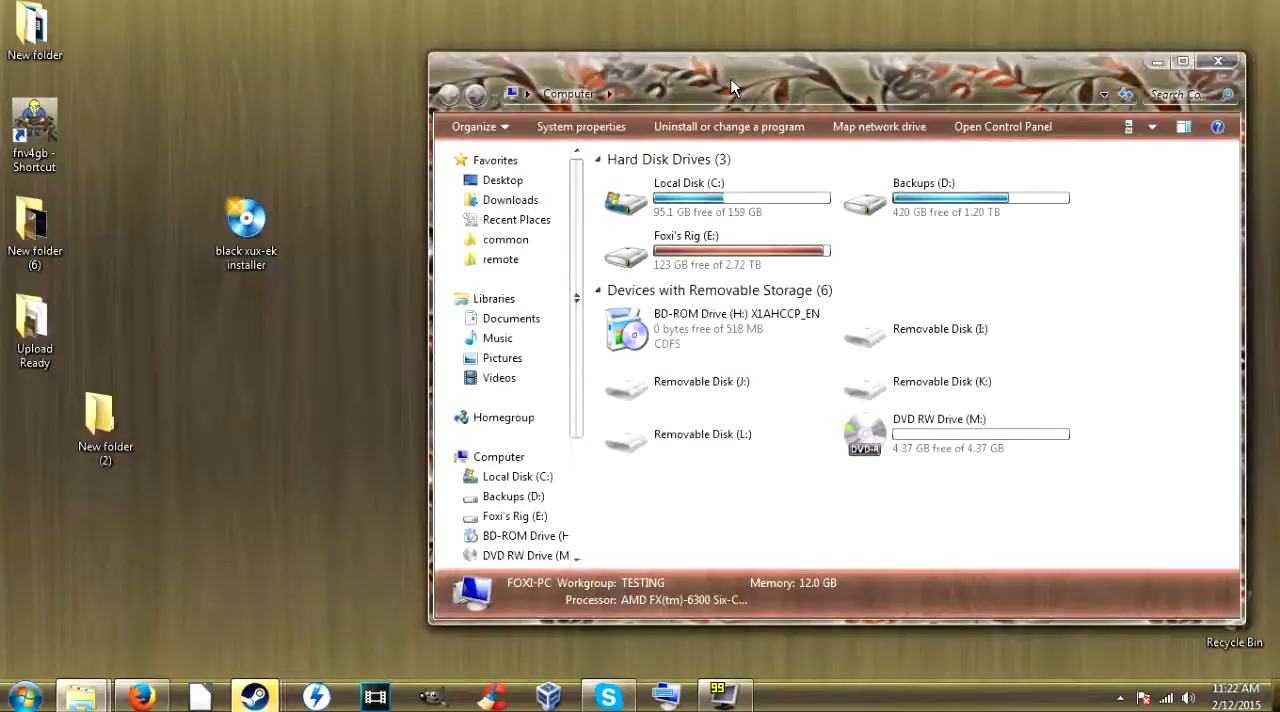 New folder
fnv4gb -
Shortcut
New folder
(6)
Upload
Ready
New folder
(2)
black xux-ek
installer
Computer
Search Co...
Organize
System properties
Uninstall or change a program
Map network drive
Open Control Panel
Favorites
Desktop
Downloads
Recent Places
common
remote
Libraries
Documents
Music
Pictures
Videos
Homegroup
Computer
Local Disk (C:)
Backups (D:)
Foxi's Rig (E:)
BD-ROM Drive (H
DVD RW Drive (M
Hard Disk Drives (3)
Local Disk (C:)
95.1 GB free of 159 GB
Backups (D:)
420 GB free of 1.20 TB
Foxi's Rig (E:)
123 GB free of 2.72 TB
Devices with Removable Storage (6)
BD-ROM Drive (H:) X1AHCCP_EN
0 bytes free of 518 MB
CDFS
Removable Disk (I:)
Removable Disk (J:)
Removable Disk (K:)
Removable Disk (L:)
DVD RW Drive (M:)
4.37 GB free of 4.37 GB
DVD-R
FOXI-PC Workgroup: TESTING Memory: 12.0 GB
Processor: AMD FX(tm)-6300 Six-C...
Recycle Bin
99
11:22 AM
2/12/2015